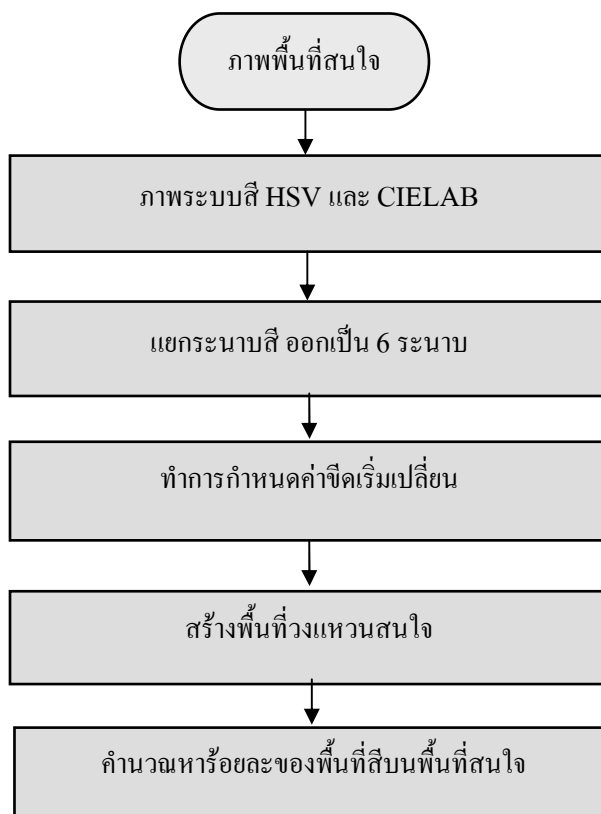 ภาพพื้นที่สนใจ
ภาพระบบสี HSV และ CIELAB
แยกระนาบสี ออกเป็น 6 ระนาบ
ทำการกำหนดค่าขีดเริ่มเปลี่ยน
สร้างพื้นที่วงแหวนสนใจ
คำนวณหาร้อยละของพื้นที่สีบนพื้นที่สนใจ